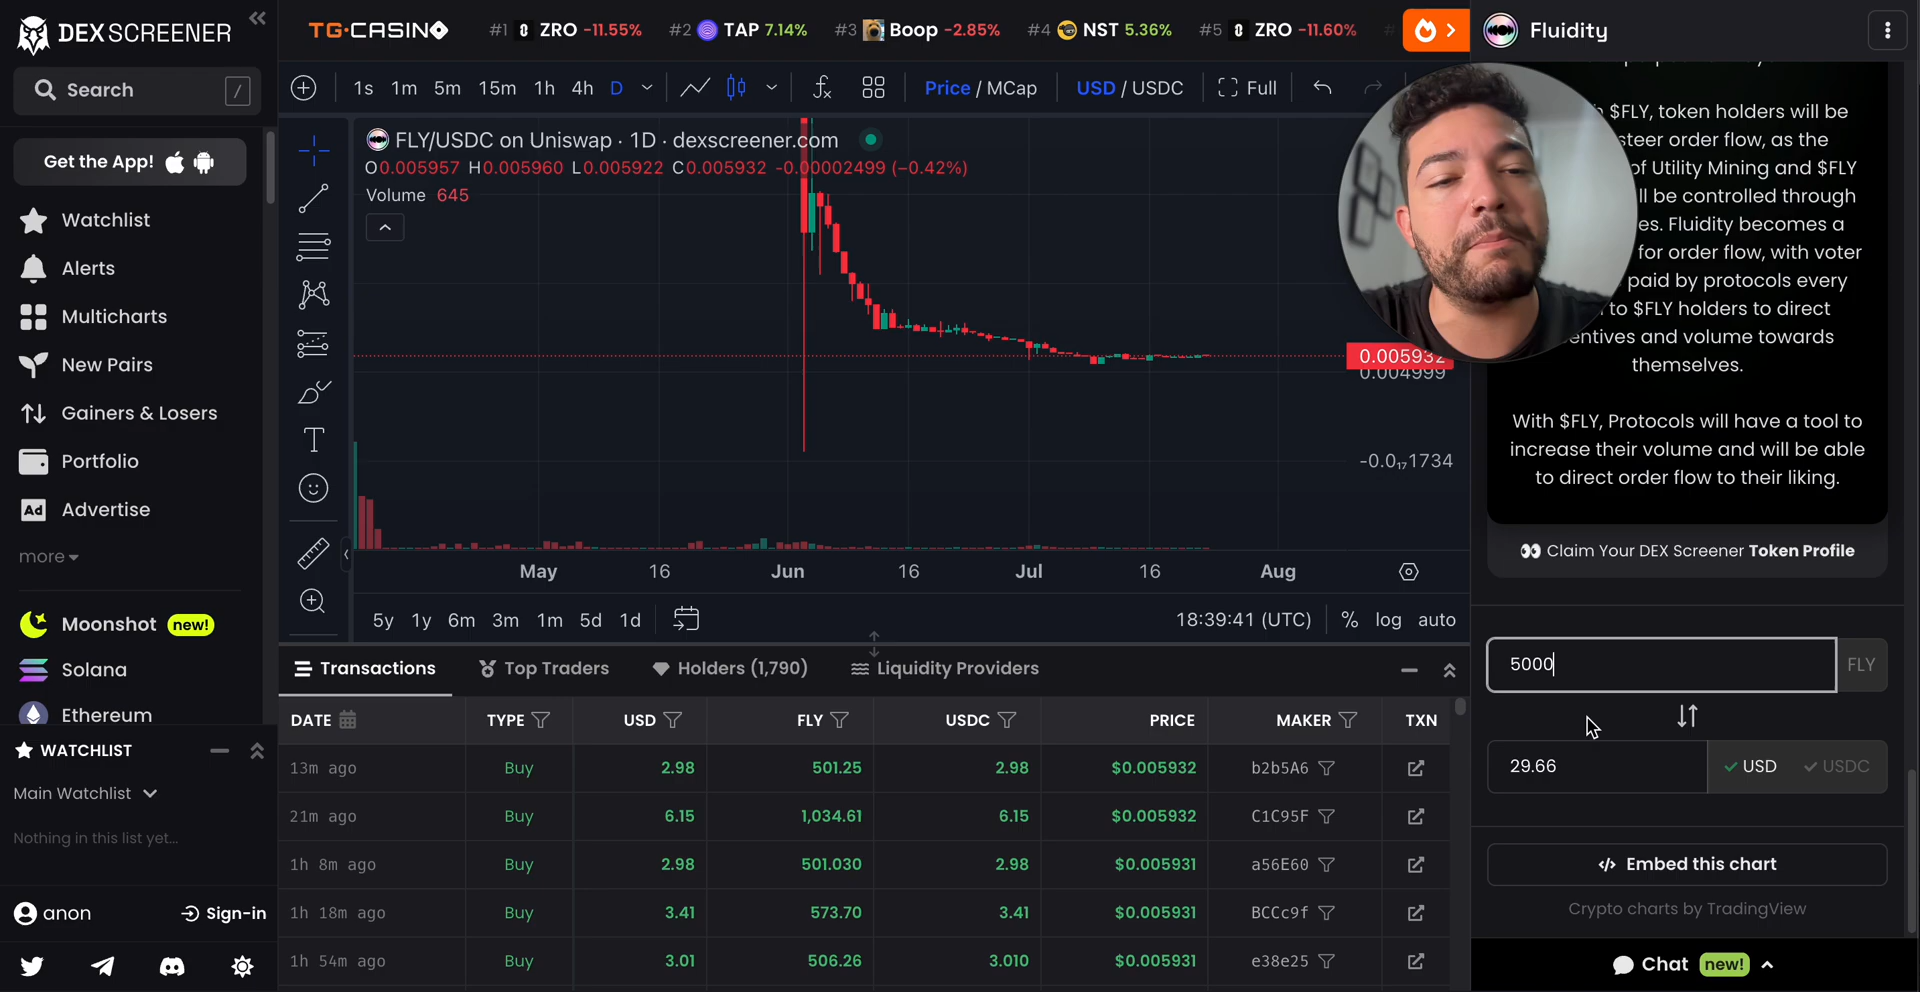 DEX SCREENER
Search
/
Get the App!
Watchlist
Alerts
Multicharts
New Pairs
Gainers & Losers
Portfolio
Ad Advertise
more
Moonshot new!
Solana
Ethereum
WATCHLIST
Main Watchlist
Nothing in this list yet...
anon
Sign-in
TG.CASINO
#1 ZRO -11.55%
#2 TAP 7.14%
#3 Boop -2.85%
#4 NST 5.36%
#5 ZRO -11.60%
1s 1m 5m 15m 1h 4h D
Price / MCap
USD / USDC
Full
FLY/USDC on Uniswap · 1D · dexscreener.com
O0.005957 H0.005960 L0.005922 C0.005932 -0.00002499 (−0.42%)
Volume 645
0.005932
0.004999
-0.0₁₇1734
May 16 Jun 16 Jul 16 Aug
5y 1y 6m 3m 1m 5d 1d
18:39:41 (UTC)
% log auto
Transactions
Top Traders
Holders (1,790)
Liquidity Providers
DATE TYPE USD FLY USDC PRICE MAKER TXN
13m ago Buy 2.98 501.25 2.98 $0.005932 b2b5A6
21m ago Buy 6.15 1,034.61 6.15 $0.005932 C1C95F
1h 8m ago Buy 2.98 501.030 2.98 $0.005931 a56E60
1h 18m ago Buy 3.41 573.70 3.41 $0.005931 BCCc9f
1h 54m ago Buy 3.01 506.26 3.010 $0.005931 e38e25
Fluidity
$FLY, token holders will be
steer order flow, as the
of Utility Mining and $FLY
be controlled through
Fluidity becomes a
for order flow, with voter
paid by protocols every
to $FLY holders to direct
and volume towards
themselves.
With $FLY, Protocols will have a tool to
increase their volume and will be able
to direct order flow to their liking.
Claim Your DEX Screener Token Profile
5000
FLY
29.66
USD
USDC
</> Embed this chart
Crypto charts by TradingView
Chat new!